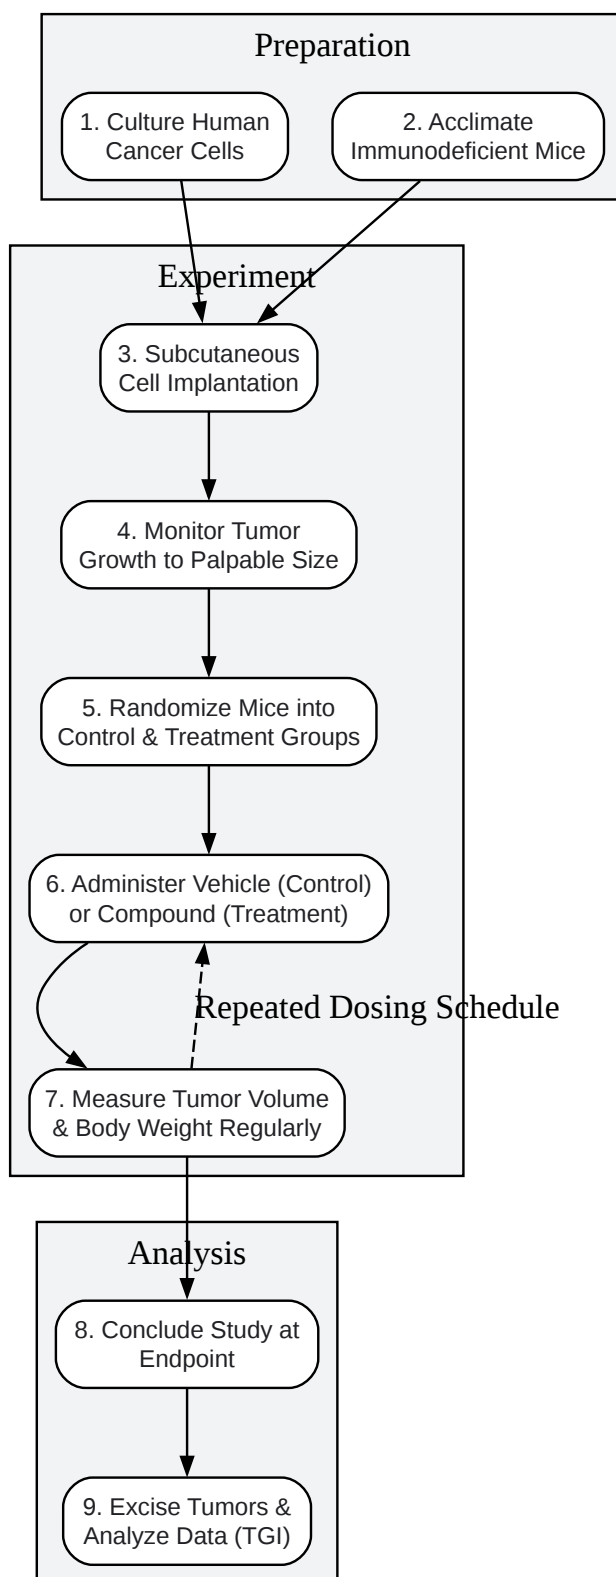 Preparation
1. Culture Human
Cancer Cells
2. Acclimate
Immunodeficient Mice
Experiment
3. Subcutaneous
Cell Implantation
4. Monitor Tumor
Growth to Palpable Size
5. Randomize Mice into
Control & Treatment Groups
6. Administer Vehicle (Control)
or Compound (Treatment)
Repeated Dosing Schedule
7. Measure Tumor Volume
& Body Weight Regularly
Analysis
8. Conclude Study at
Endpoint
9. Excise Tumors &
Analyze Data (TGI)